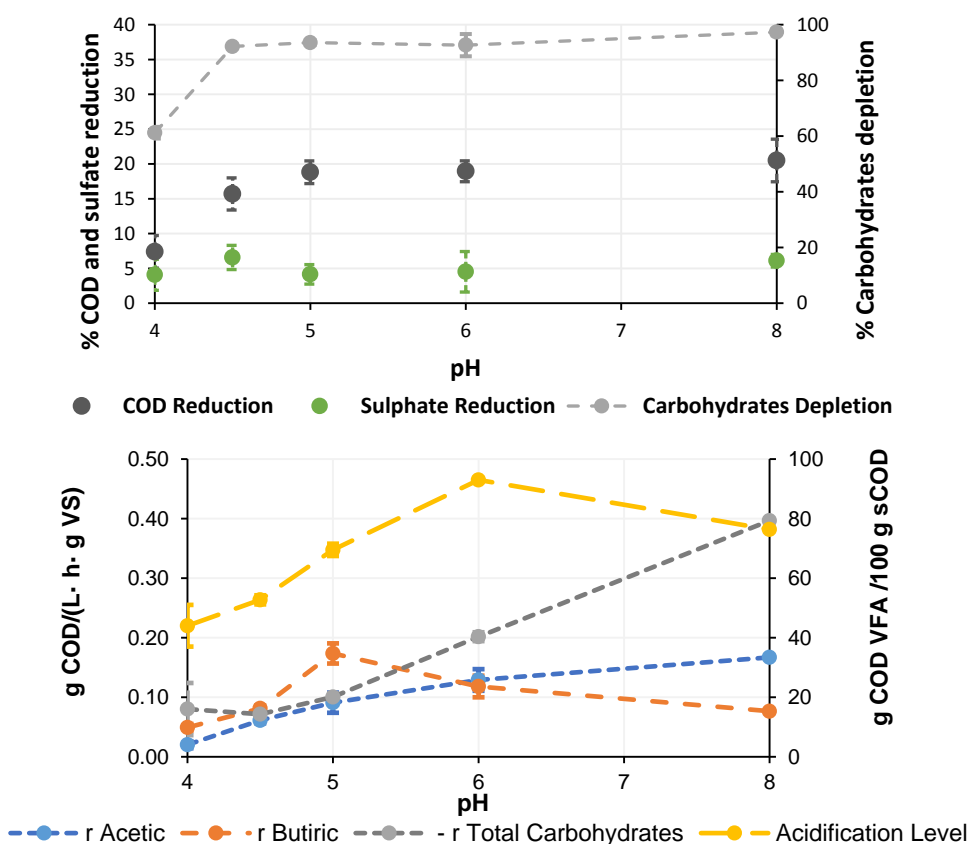 % COD and sulfate reduction
40
35
30
25
20
15
10
5
0
100
80
60
40
20
0
% Carbohydrates depletion
4
5
6
7
8
pH
COD Reduction
Sulphate Reduction
Carbohydrates Depletion
g COD/(L· h· g VS)
0.50
0.40
0.30
0.20
0.10
0.00
100
80
60
40
20
0
g COD VFA /100 g sCOD
4
5
6
7
8
pH
r Acetic
r Butiric
- r Total Carbohydrates
Acidification Level